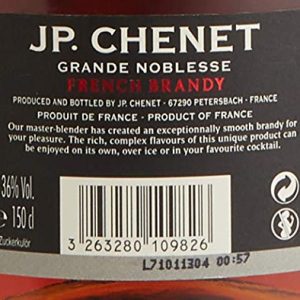 JP. CHENET
GRANDE NOBLESSE
FRENCH BRANDY
PRODUCED AND BOTTLED BY JP. CHENET - 67290 PETERSBACH - FRANCE
PRODUIT DE FRANCE - PRODUCT OF FRANCE
Our master-blender has created an exceptionnally smooth brandy for
your pleasure. The rich, complex flavours of this unique product can
be enjoyed on its own, over ice or in your favourite cocktail.
36% Vol.
e 150 cl
Zuckerkulör
3 263280 109826
L71011304 00:57